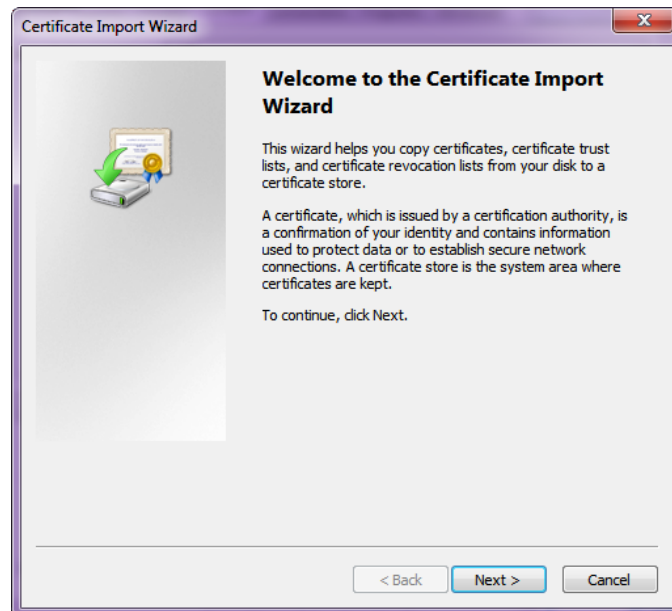 Certificate Import Wizard
Welcome to the Certificate Import
Wizard
This wizard helps you copy certificates, certificate trust
lists, and certificate revocation lists from your disk to a
certificate store.
A certificate, which is issued by a certification authority, is
a confirmation of your identity and contains information
used to protect data or to establish secure network
connections. A certificate store is the system area where
certificates are kept.
To continue, click Next.
< Back Next > Cancel